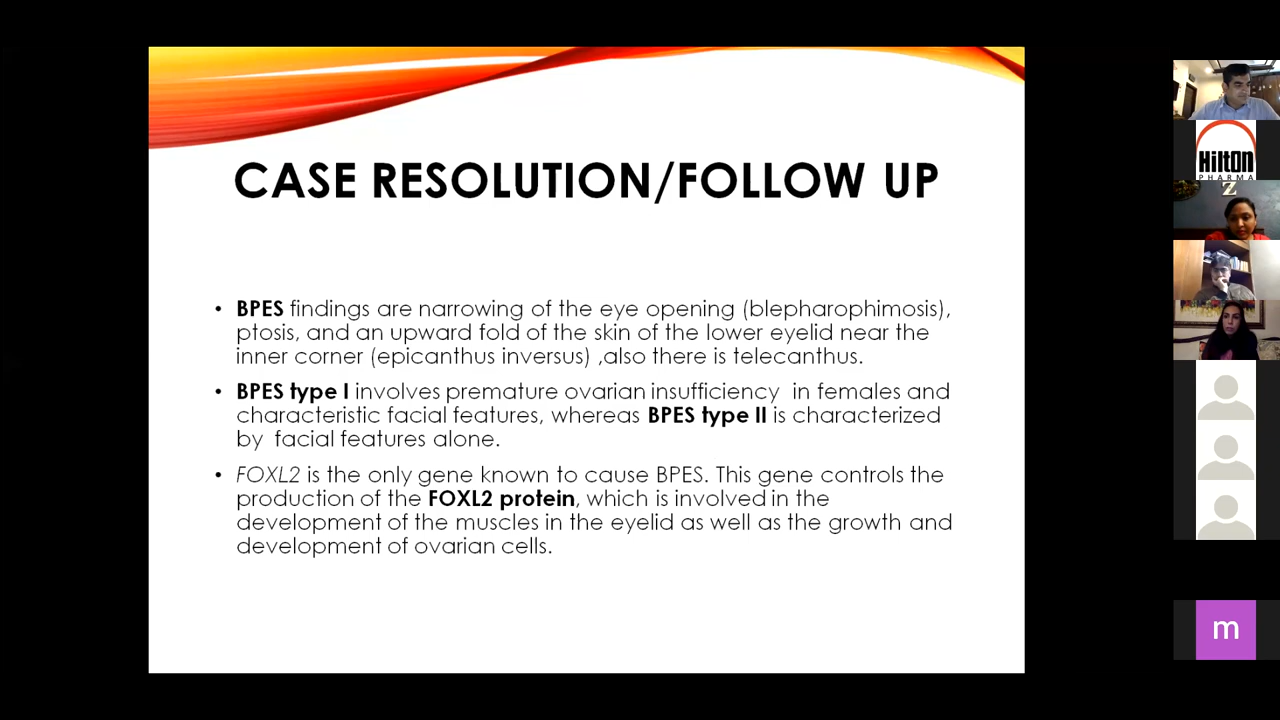 CASE RESOLUTION/FOLLOW UP
• BPES findings are narrowing of the eye opening (blepharophimosis),
ptosis, and an upward fold of the skin of the lower eyelid near the
inner corner (epicanthus inversus) ,also there is telecanthus.
• BPES type I involves premature ovarian insufficiency in females and
characteristic facial features, whereas BPES type II is characterized
by facial features alone.
• FOXL2 is the only gene known to cause BPES. This gene controls the
production of the FOXL2 protein, which is involved in the
development of the muscles in the eyelid as well as the growth and
development of ovarian cells.
Hilton
PHARMA
Z
m